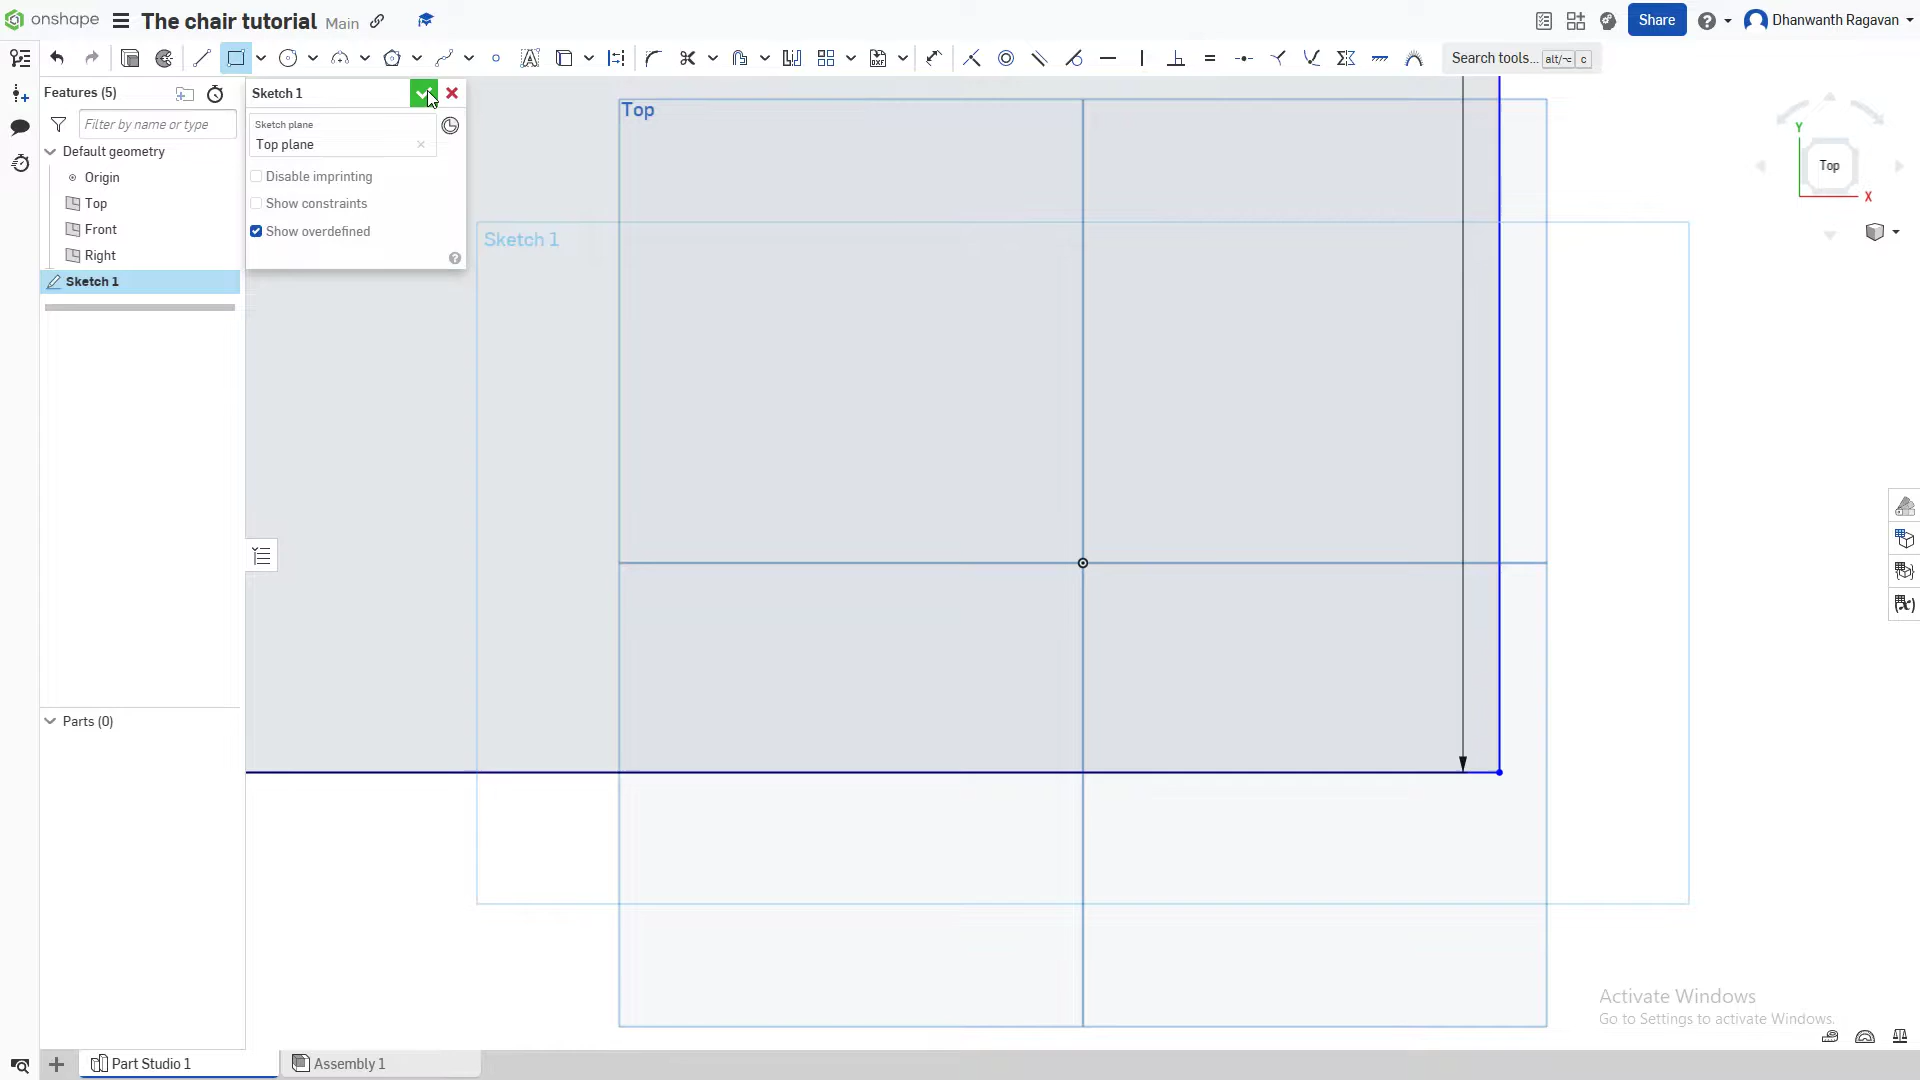 onshape
The chair tutorial
Main
Share
Dhanwanth Ragavan
Search tools...
alt/⌥
c
Features (5)
Filter by name or type
Default geometry
Origin
Top
Front
Right
Sketch 1
Parts (0)
Sketch 1
Sketch plane
Top plane
Disable imprinting
Show constraints
Show overdefined
Top
Sketch 1
Y
Top
X
Activate Windows
Go to Settings to activate Windows.
Part Studio 1
Assembly 1